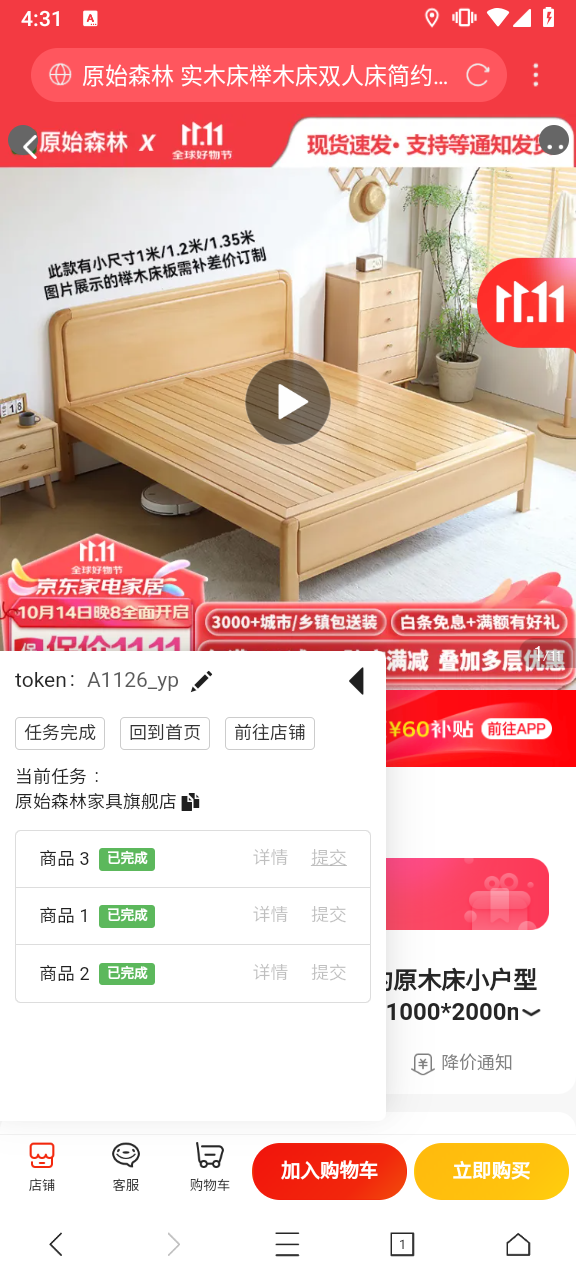 4:31
A
原始森林 实木床榉木床双人床简约...
原始森林 X 11.11
全球好物节
现货速发·支持等通知发货
此款有小尺寸1米/1.2米/1.35米
图片展示的榉木床板需补差价订制
11.11
18
11.11
全球好物节
京东家电家居
10月14日晚8全面开启
保价11.11
3000+城市/乡镇包送装
白条免息+满额有好礼
满减 叠加多层优惠
token: A1126_yp
¥60补贴 前往APP
任务完成 回到首页 前往店铺
当前任务：
原始森林家具旗舰店
商品 3 已完成 详情 提交
商品 1 已完成 详情 提交
商品 2 已完成 详情 提交
原木床小户型
1000*2000n
降价通知
店铺 客服 购物车 加入购物车 立即购买
1